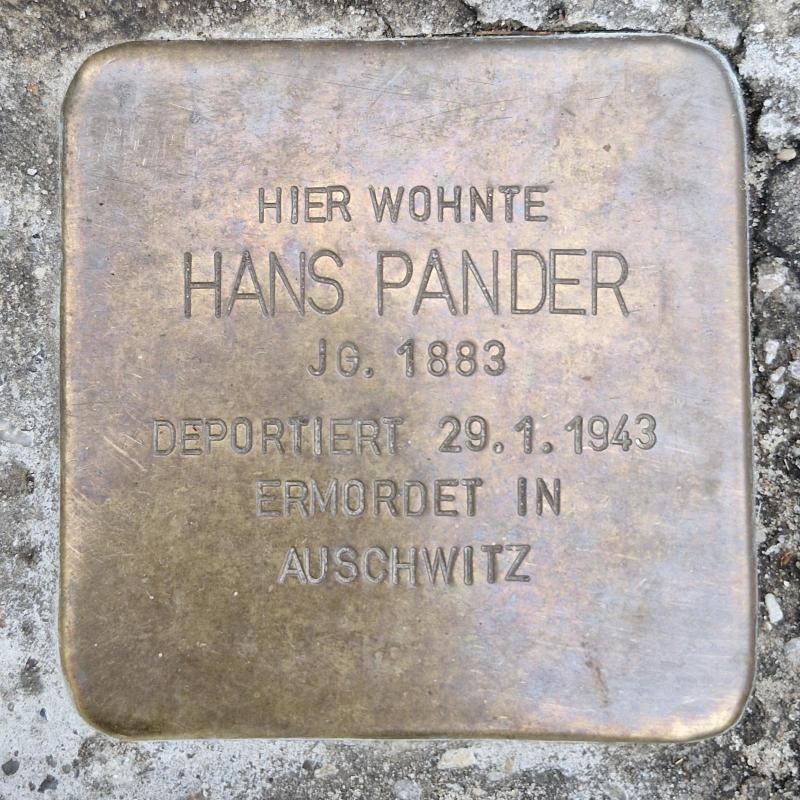 HIER WOHNTE
HANS PANDER
JG. 1883
DEPORTIERT 29.1.1943
ERMORDET IN
AUSCHWITZ